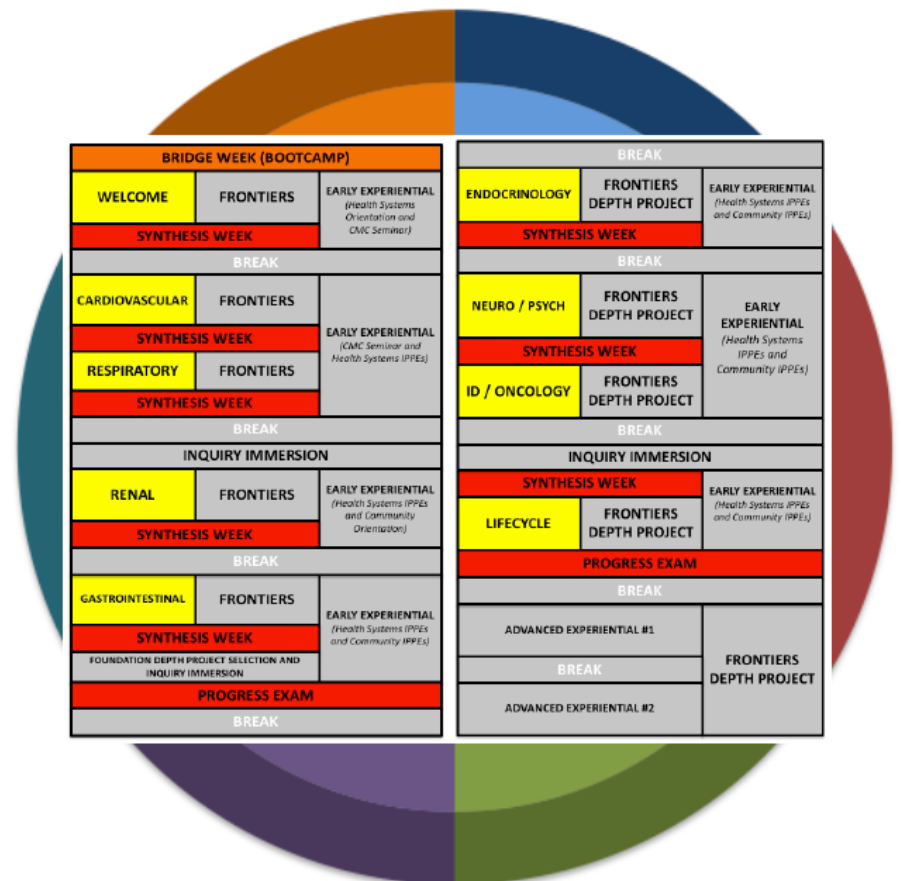 BRIDGE WEEK (BOOTCAMP)
WELCOME
FRONTIERS
EARLY EXPERIENTIAL
(Health Systems
Orientation and
CMC Seminar)
SYNTHESIS WEEK
BREAK
CARDIOVASCULAR
FRONTIERS
EARLY EXPERIENTIAL
(CMC Seminar and
Health Systems IPPEs)
SYNTHESIS WEEK
RESPIRATORY
FRONTIERS
SYNTHESIS WEEK
BREAK
INQUIRY IMMERSION
RENAL
FRONTIERS
EARLY EXPERIENTIAL
(Health Systems IPPEs
and Community
Orientation)
SYNTHESIS WEEK
BREAK
GASTROINTESTINAL
FRONTIERS
EARLY EXPERIENTIAL
(Health Systems IPPEs
and Community IPPEs)
SYNTHESIS WEEK
FOUNDATION DEPTH PROJECT SELECTION AND
INQUIRY IMMERSION
PROGRESS EXAM
BREAK
BREAK
ENDOCRINOLOGY
FRONTIERS
DEPTH PROJECT
EARLY EXPERIENTIAL
(Health Systems IPPEs
and Community IPPEs)
SYNTHESIS WEEK
BREAK
NEURO / PSYCH
FRONTIERS
DEPTH PROJECT
EARLY
EXPERIENTIAL
(Health Systems
IPPEs and
Community IPPEs)
SYNTHESIS WEEK
ID / ONCOLOGY
FRONTIERS
DEPTH PROJECT
BREAK
INQUIRY IMMERSION
SYNTHESIS WEEK
EARLY EXPERIENTIAL
(Health Systems IPPEs
and Community IPPEs)
LIFECYCLE
FRONTIERS
DEPTH PROJECT
PROGRESS EXAM
BREAK
ADVANCED EXPERIENTIAL #1
FRONTIERS
DEPTH PROJECT
BREAK
ADVANCED EXPERIENTIAL #2